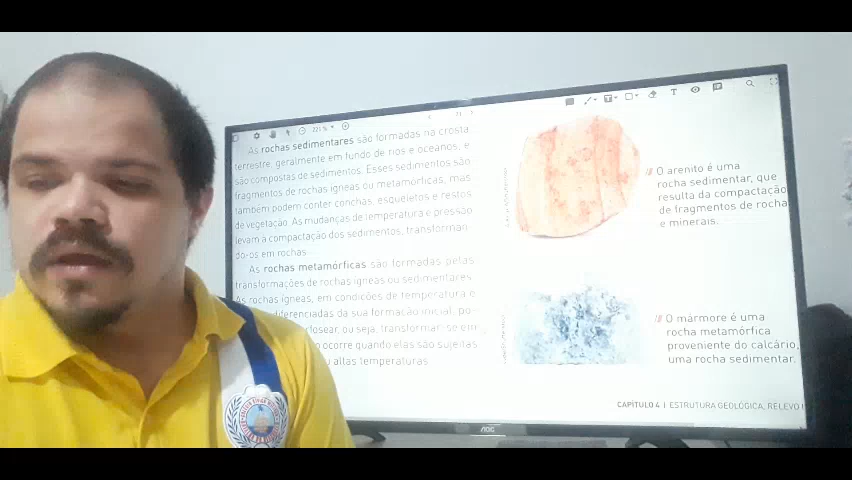 221 %
As rochas sedimentares são formadas na crosta
terrestre, geralmente em fundo de rios e oceanos, e
são compostas de sedimentos. Esses sedimentos são
fragmentos de rochas ígneas ou metamórficas, mas
também podem conter conchas, esqueletos e restos
de vegetação. As mudanças de temperatura e pressão
levam à compactação dos sedimentos, transforman-
do-os em rochas.
As rochas metamórficas são formadas pelas
transformações de rochas ígneas ou sedimentares.
As rochas ígneas, em condições de temperatura e
diferenciadas da sua formação inicial, po-
ou seja, transformar-se em
o ocorre quando elas são sujeitas
altas temperaturas.
O arenito é uma
rocha sedimentar, que
resulta da compactação
de fragmentos de rocha
e minerais.
O mármore é uma
rocha metamórfica
proveniente do calcário,
uma rocha sedimentar.
CAPÍTULO 4 | ESTRUTURA GEOLÓGICA, RELEVO
AOC